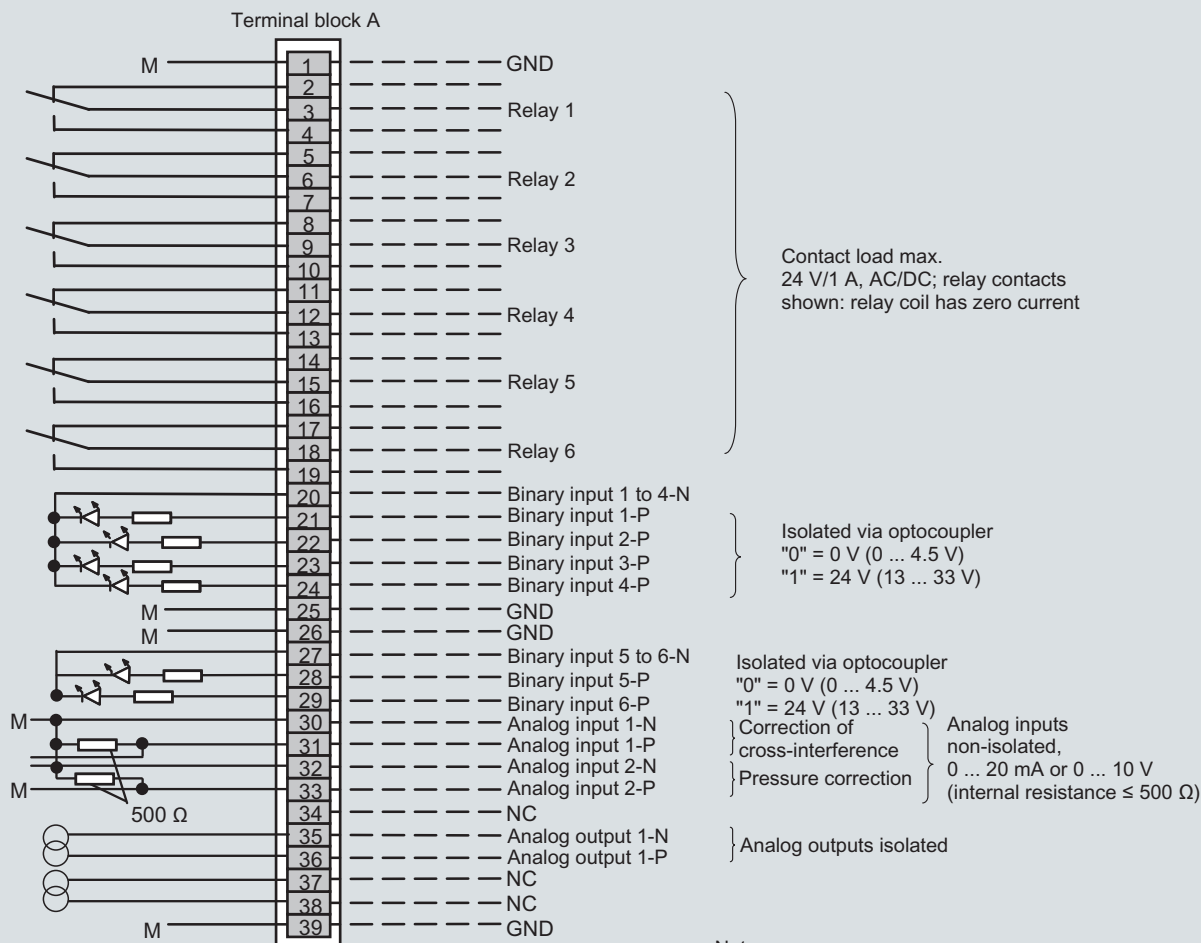 Terminal block A
M 1 GND
2
3 Relay 1
4
5
6 Relay 2
7
8
9 Relay 3
10
11
12 Relay 4
13
14
15 Relay 5
16
17
18 Relay 6
19
Contact load max.
24 V/1 A, AC/DC; relay contacts
shown: relay coil has zero current
20 Binary input 1 to 4-N
21 Binary input 1-P
22 Binary input 2-P
23 Binary input 3-P
24 Binary input 4-P
Isolated via optocoupler
"0" = 0 V (0 ... 4.5 V)
"1" = 24 V (13 ... 33 V)
M 25 GND
M 26 GND
27 Binary input 5 to 6-N
28 Binary input 5-P
29 Binary input 6-P
Isolated via optocoupler
"0" = 0 V (0 ... 4.5 V)
"1" = 24 V (13 ... 33 V)
M 30 Analog input 1-N
31 Analog input 1-P
Correction of
cross-interference
32 Analog input 2-N
M 33 Analog input 2-P
Pressure correction
Analog inputs
non-isolated,
0 ... 20 mA or 0 ... 10 V
(internal resistance ≤ 500 Ω)
500 Ω
34 NC
35 Analog output 1-N
36 Analog output 1-P
Analog outputs isolated
37 NC
38 NC
M 39 GND